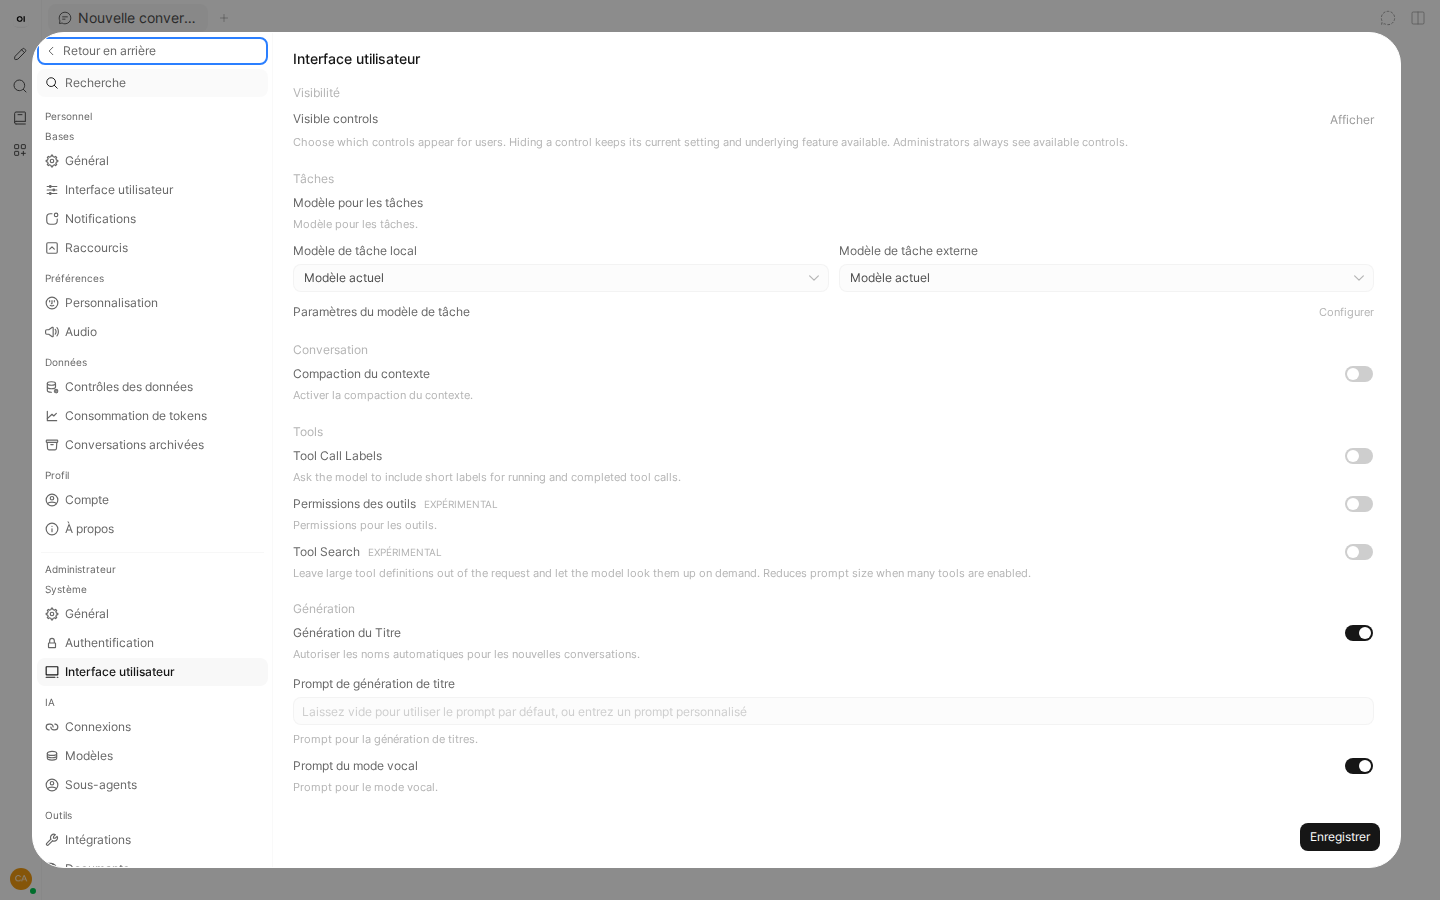 OI
Nouvelle conver...
Retour en arrière
Recherche
Personnel
Bases
Général
Interface utilisateur
Notifications
Raccourcis
Préférences
Personnalisation
Audio
Données
Contrôles des données
Consommation de tokens
Conversations archivées
Profil
Compte
À propos
Administrateur
Système
Général
Authentification
Interface utilisateur
IA
Connexions
Modèles
Sous-agents
Outils
Intégrations
CA
Interface utilisateur
Visibilité
Visible controls
Afficher
Choose which controls appear for users. Hiding a control keeps its current setting and underlying feature available. Administrators always see available controls.
Tâches
Modèle pour les tâches
Modèle pour les tâches.
Modèle de tâche local
Modèle de tâche externe
Modèle actuel
Modèle actuel
Paramètres du modèle de tâche
Configurer
Conversation
Compaction du contexte
Activer la compaction du contexte.
Tools
Tool Call Labels
Ask the model to include short labels for running and completed tool calls.
Permissions des outils EXPÉRIMENTAL
Permissions pour les outils.
Tool Search EXPÉRIMENTAL
Leave large tool definitions out of the request and let the model look them up on demand. Reduces prompt size when many tools are enabled.
Génération
Génération du Titre
Autoriser les noms automatiques pour les nouvelles conversations.
Prompt de génération de titre
Laissez vide pour utiliser le prompt par défaut, ou entrez un prompt personnalisé
Prompt pour la génération de titres.
Prompt du mode vocal
Prompt pour le mode vocal.
Enregistrer